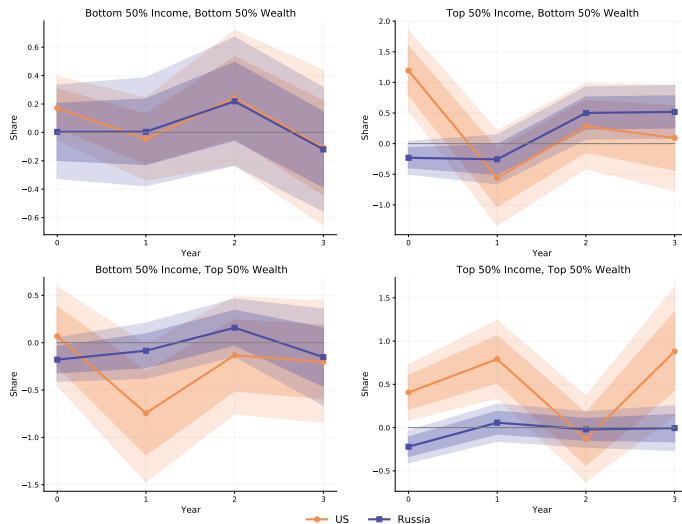 Bottom 50% Income, Bottom 50% Wealth
Top 50% Income, Bottom 50% Wealth
Share
0.6
0.4
0.2
0.0
−0.2
−0.4
−0.6
0 1 2 3
Year
Share
2.0
1.5
1.0
0.5
0.0
−0.5
−1.0
0 1 2 3
Year
Bottom 50% Income, Top 50% Wealth
Top 50% Income, Top 50% Wealth
Share
0.5
0.0
−0.5
−1.0
−1.5
0 1 2 3
Year
Share
1.5
1.0
0.5
0.0
−0.5
0 1 2 3
Year
US Russia